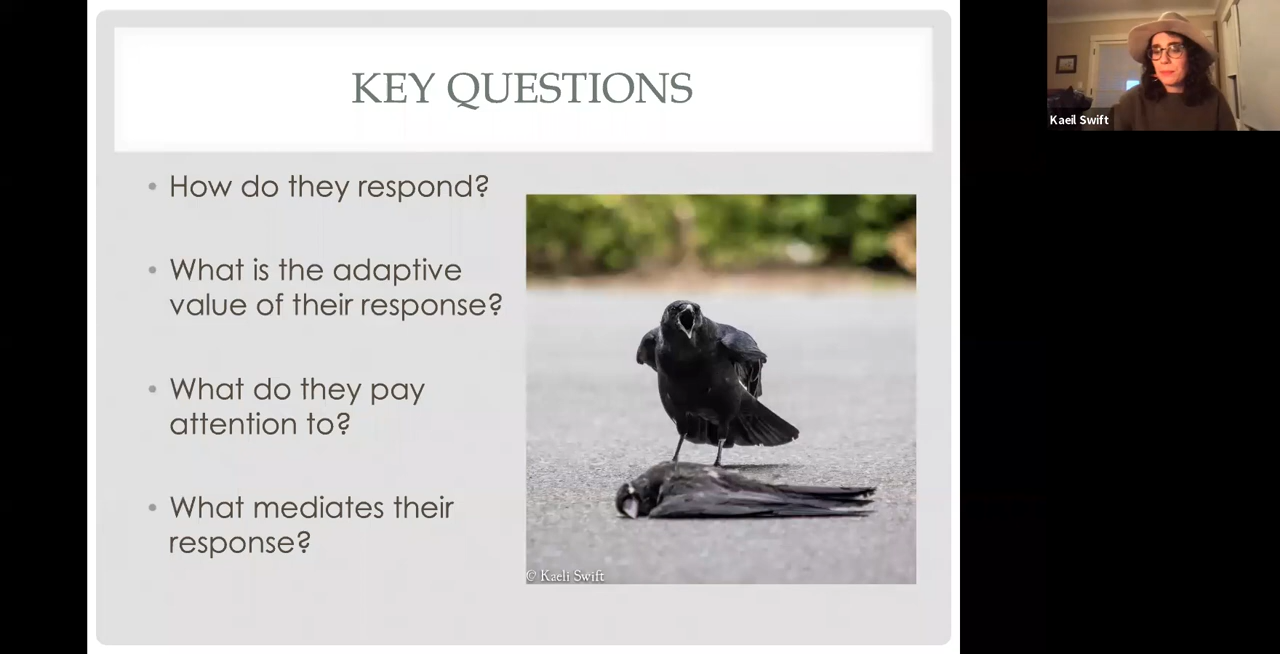 KEY QUESTIONS
• How do they respond?
• What is the adaptive
value of their response?
• What do they pay
attention to?
• What mediates their
response?
© Kaeli Swift
Kaeil Swift